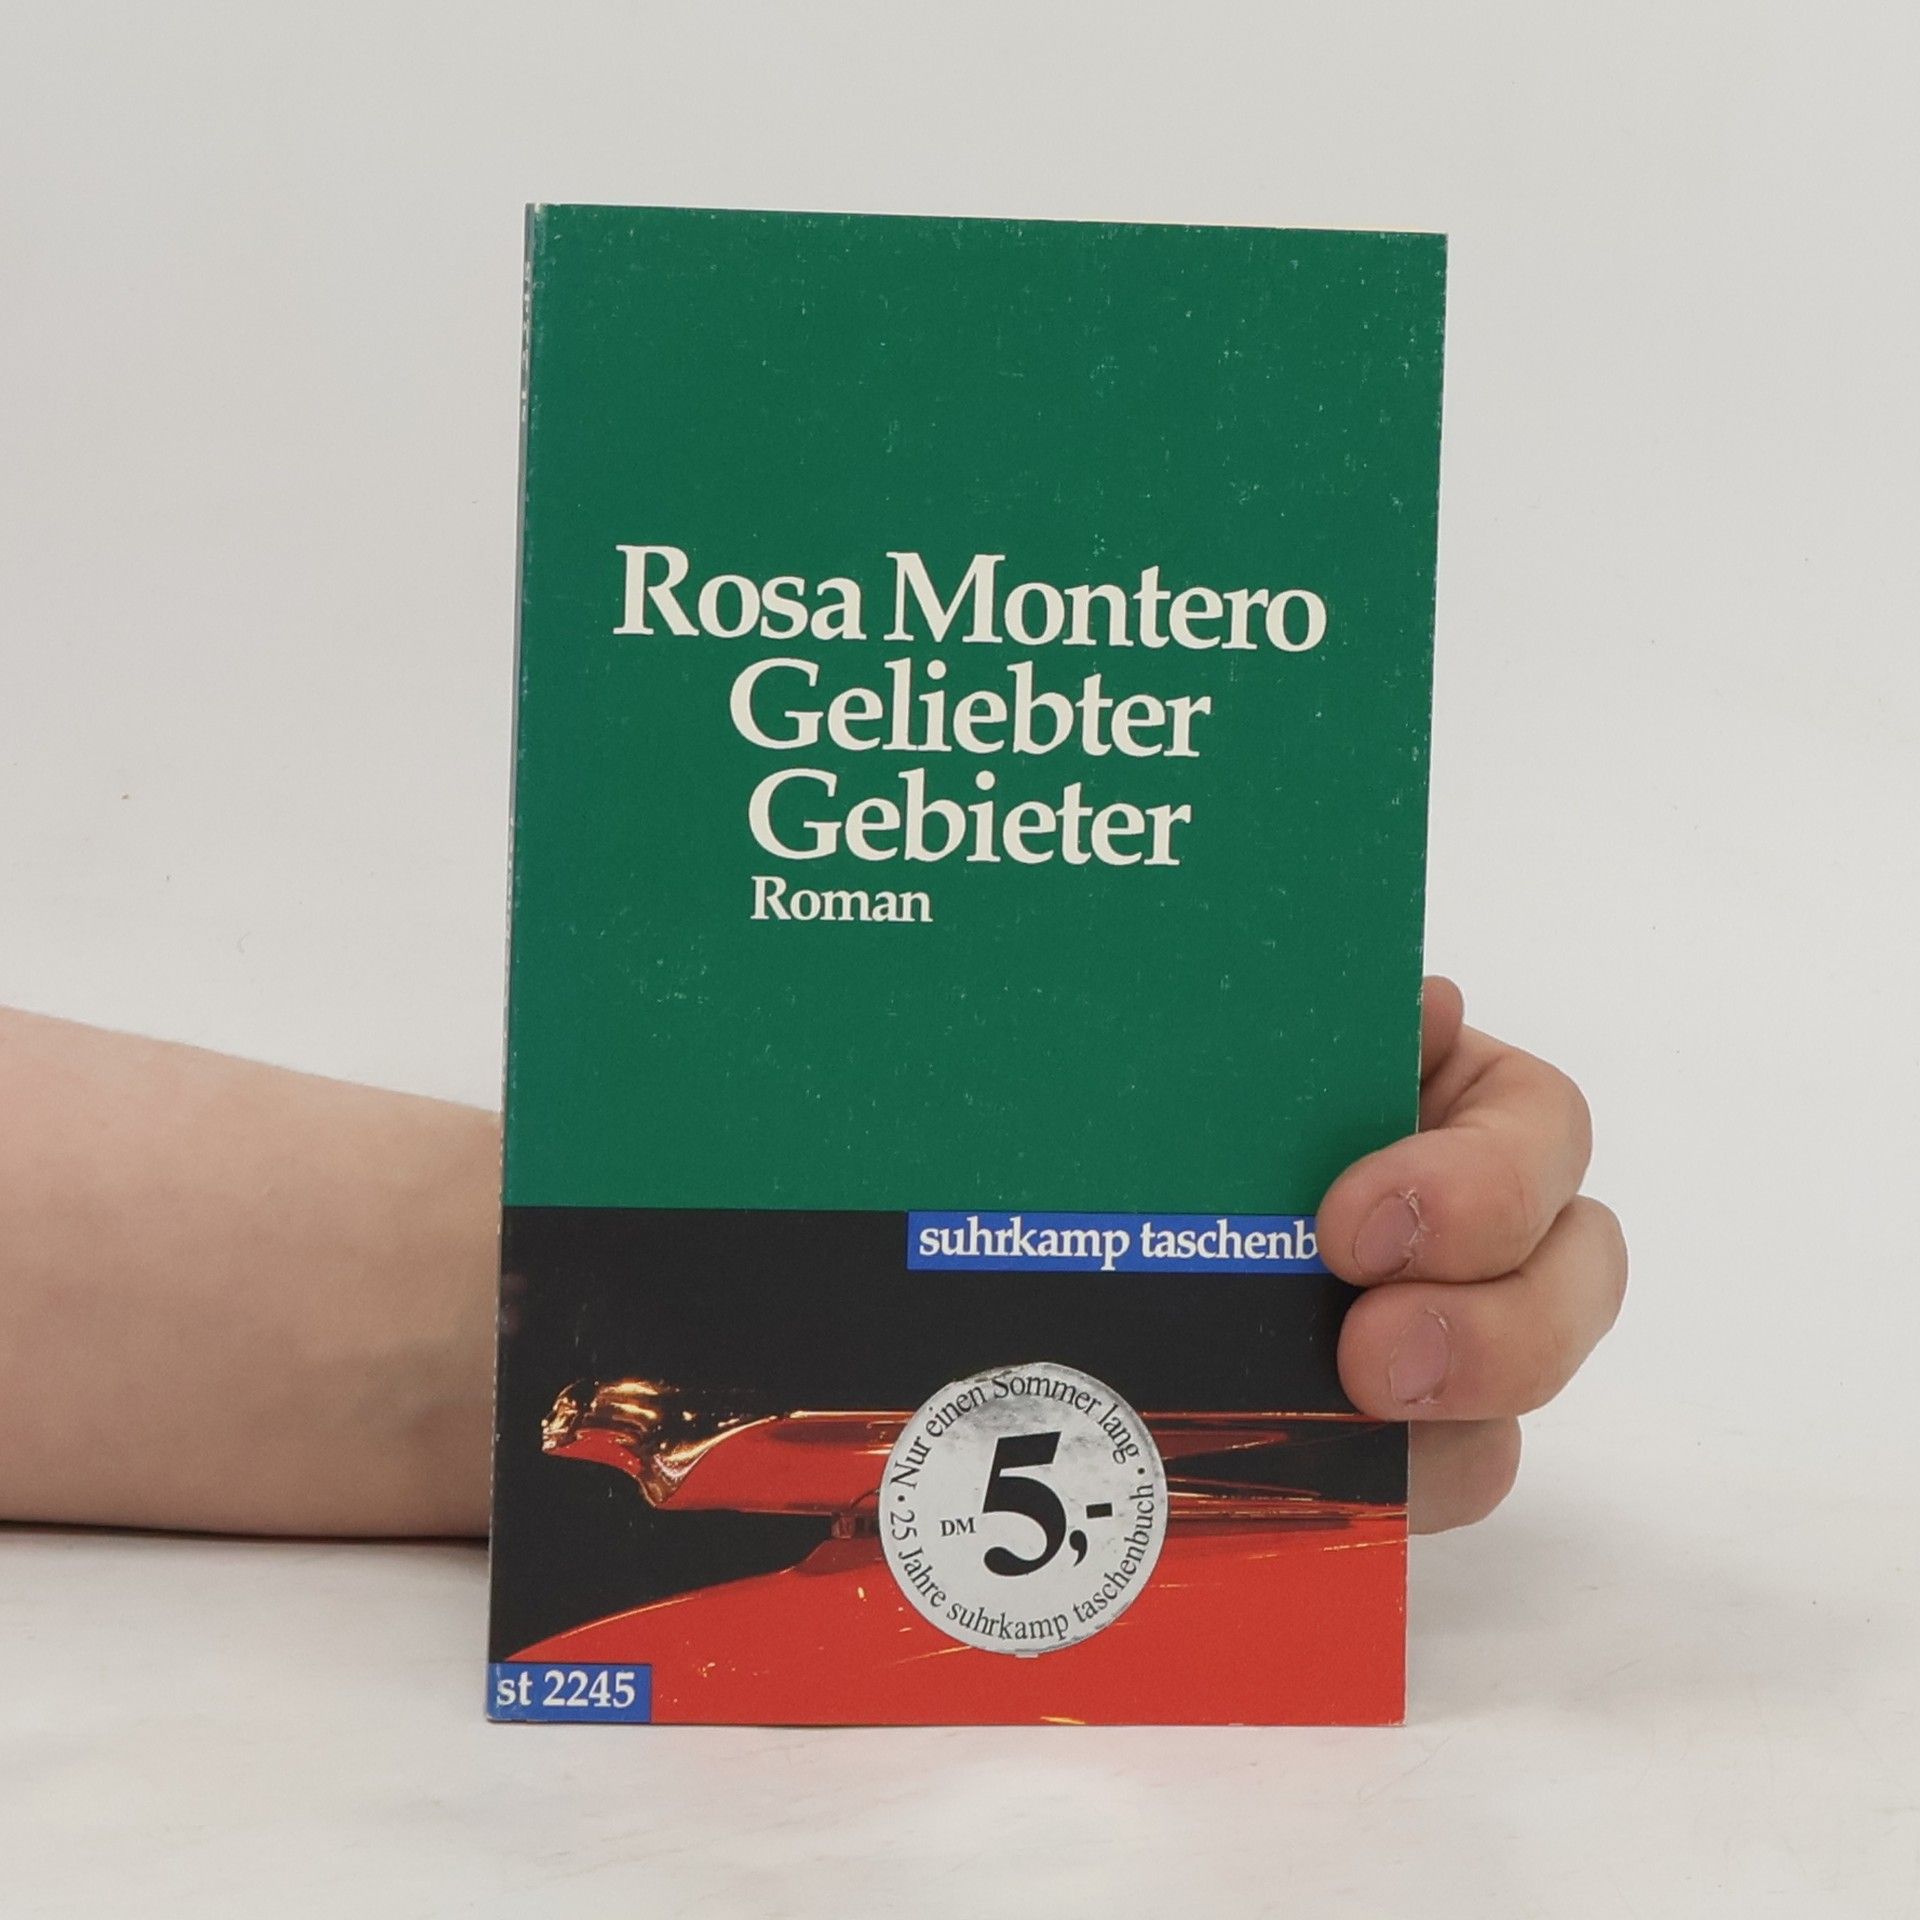 Rosa Montero
Geliebter
Gebieter
Roman
suhrkamp taschenb
Nur einen Sommer lang
DM 5,-
• 25 Jahre suhrkamp taschenbuch •
st 2245